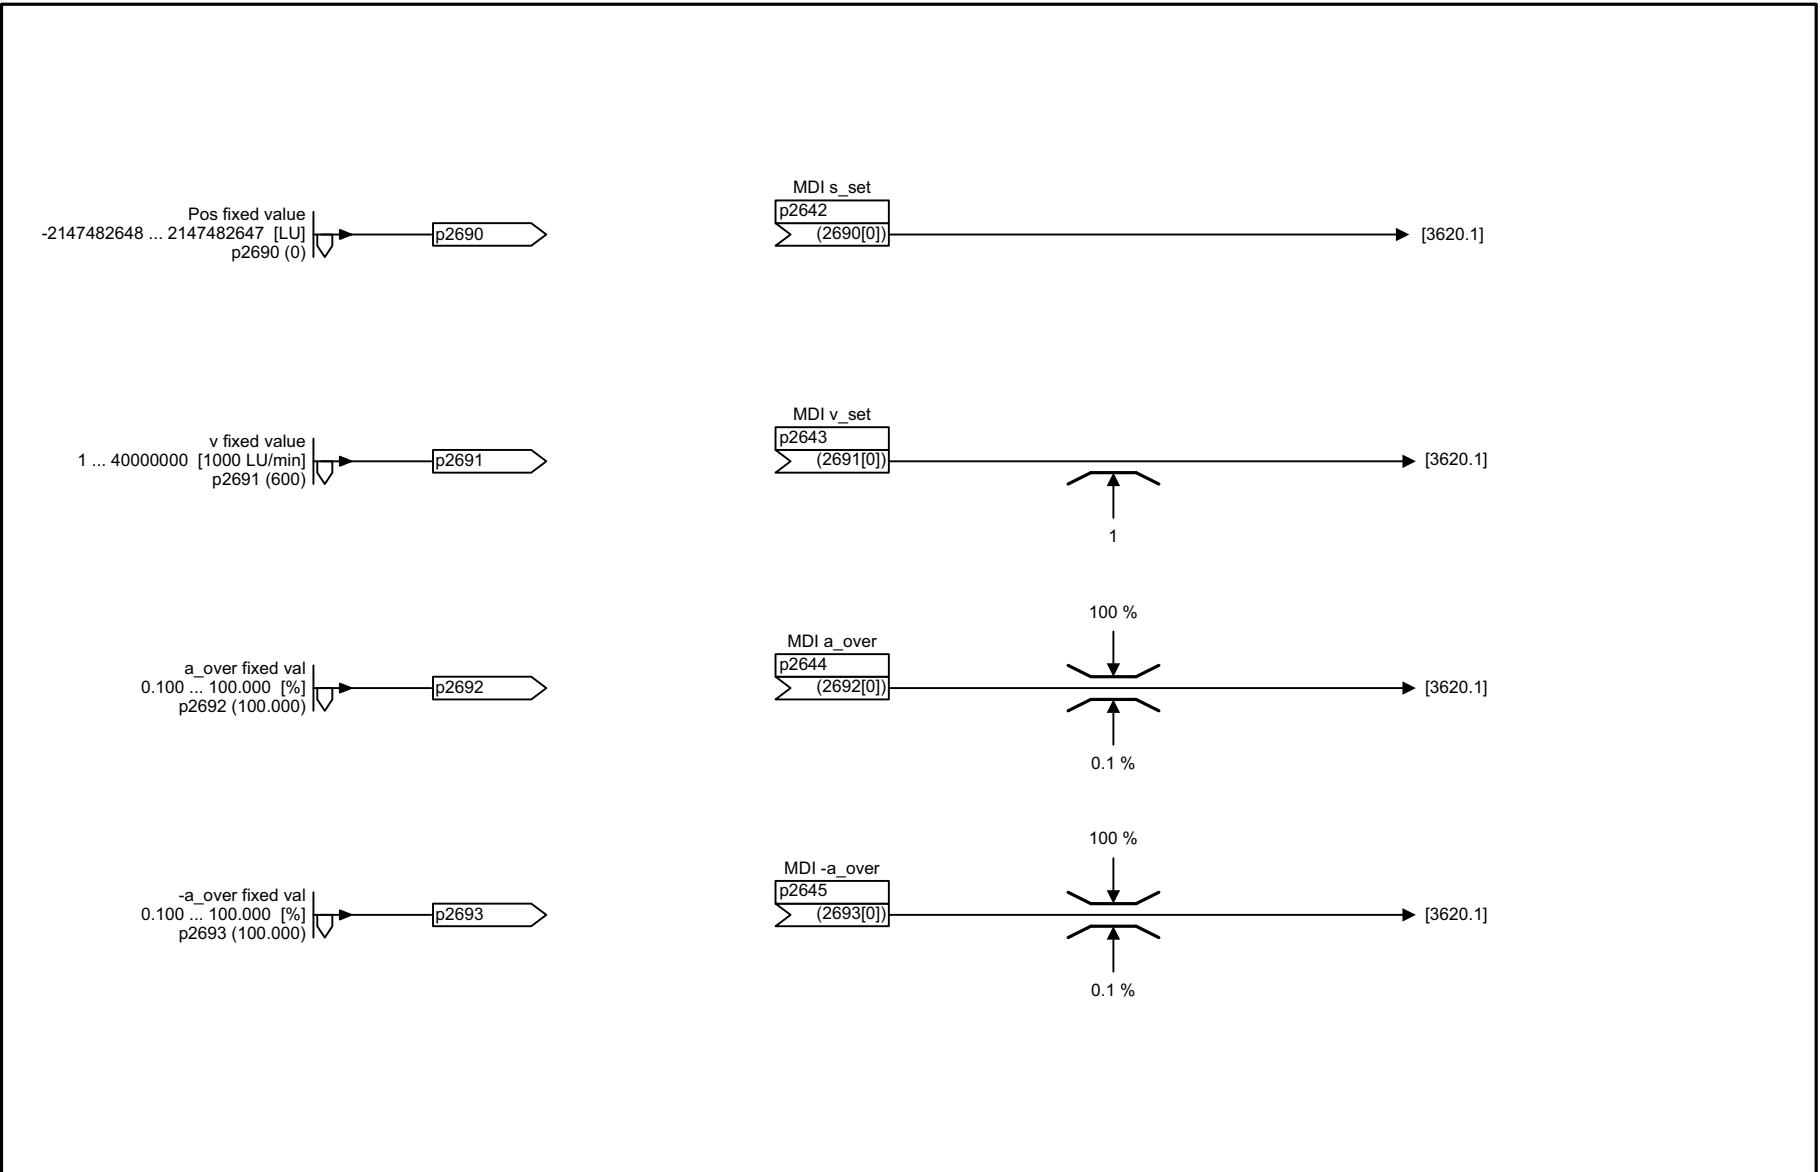 MDI s_set
Pos fixed value
p2642
-2147482648 ... 2147482647 [LU]
p2690
(2690[0])
[3620.1]
p2690 (0)
MDI v_set
v fixed value
p2643
1 ... 40000000 [1000 LU/min]
p2691
(2691[0])
[3620.1]
p2691 (600)
1
100 %
MDI a_over
a_over fixed val
p2644
0.100 ... 100.000 [%]
p2692
(2692[0])
[3620.1]
p2692 (100.000)
0.1 %
100 %
MDI -a_over
-a_over fixed val
p2645
0.100 ... 100.000 [%]
p2693
(2693[0])
[3620.1]
p2693 (100.000)
0.1 %